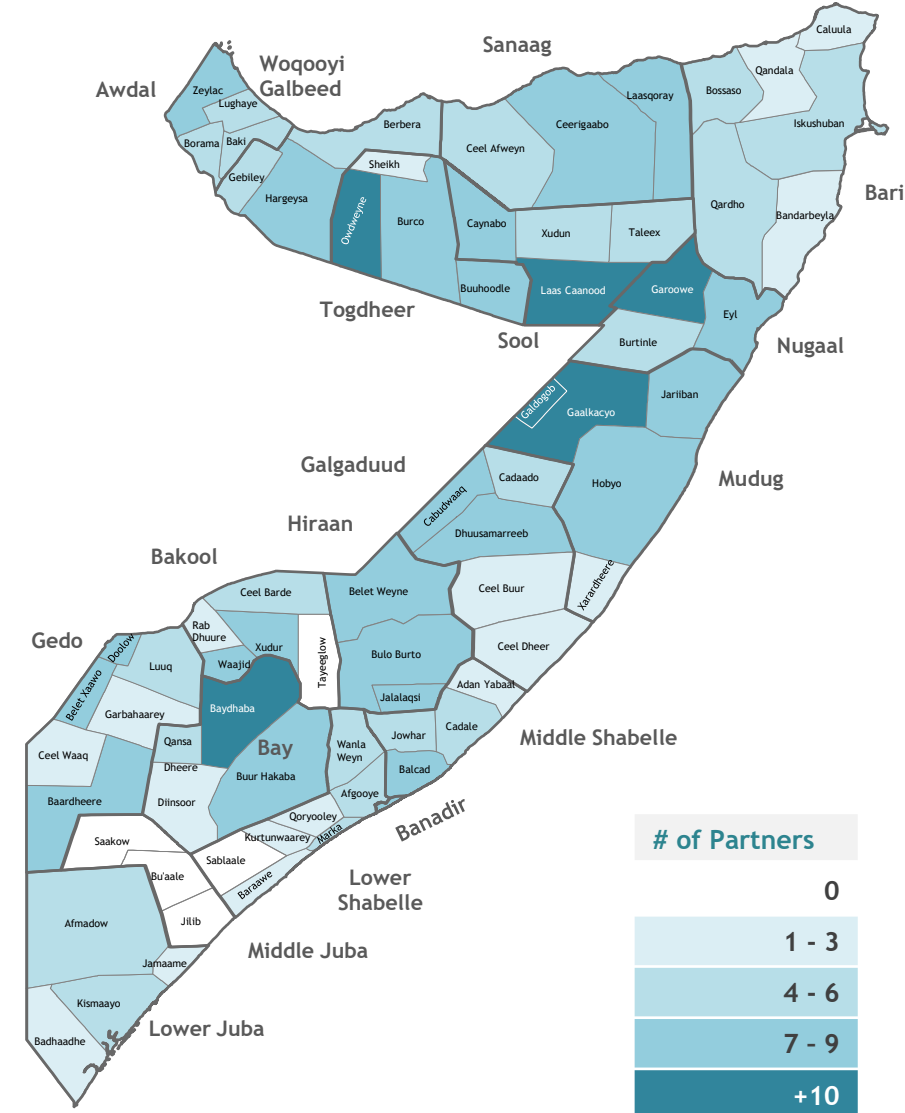 Caluula
Sanaag
Woqooyi
Galbeed
Awdal
Qandala
Bossaso
Zeylac
Lughaye
Laasqoray
Iskushuban
Berbera
Ceerigaabo
Borama
Baki
Ceel Afweyn
Sheikh
Gebiley
Bari
Hargeysa
Qardho
Bandarbeyla
Owdweyne
Burco
Caynabo
Xudun
Taleex
Buuhoodle
Laas Caanood
Garoowe
Togdheer
Eyl
Sool
Burtinle
Nugaal
Galdogob
Gaalkacyo
Jariiban
Galgaduud
Cadaado
Mudug
Hobyo
Cabudwaaq
Hiraan
Dhuusamarreeb
Bakool
Ceel Barde
Belet Weyne
Ceel Buur
Xarardheere
Rab
Dhuure
Gedo
Doolow
Xudur
Tayeeglow
Bulo Burto
Ceel Dheer
Luuq
Waajid
Belet Xaawo
Adan Yabaal
Jalalaqsi
Garbahaarey
Baydhaba
Cadale
Jowhar
Middle Shabelle
Qansa
Dheere
Bay
Wanla
Weyn
Ceel Waaq
Balcad
Buur Hakaba
Baardheere
Diinsoor
Afgooye
Qoryooley
Banadir
Marka
Kurtunwaarey
Saakow
Sablaale
Bu'aale
Baraawe
Lower
Shabelle
Jilib
Afmadow
Middle Juba
Jamaame
Kismaayo
Lower Juba
Badhaadhe
# of Partners
0
1 - 3
4 - 6
7 - 9
+10